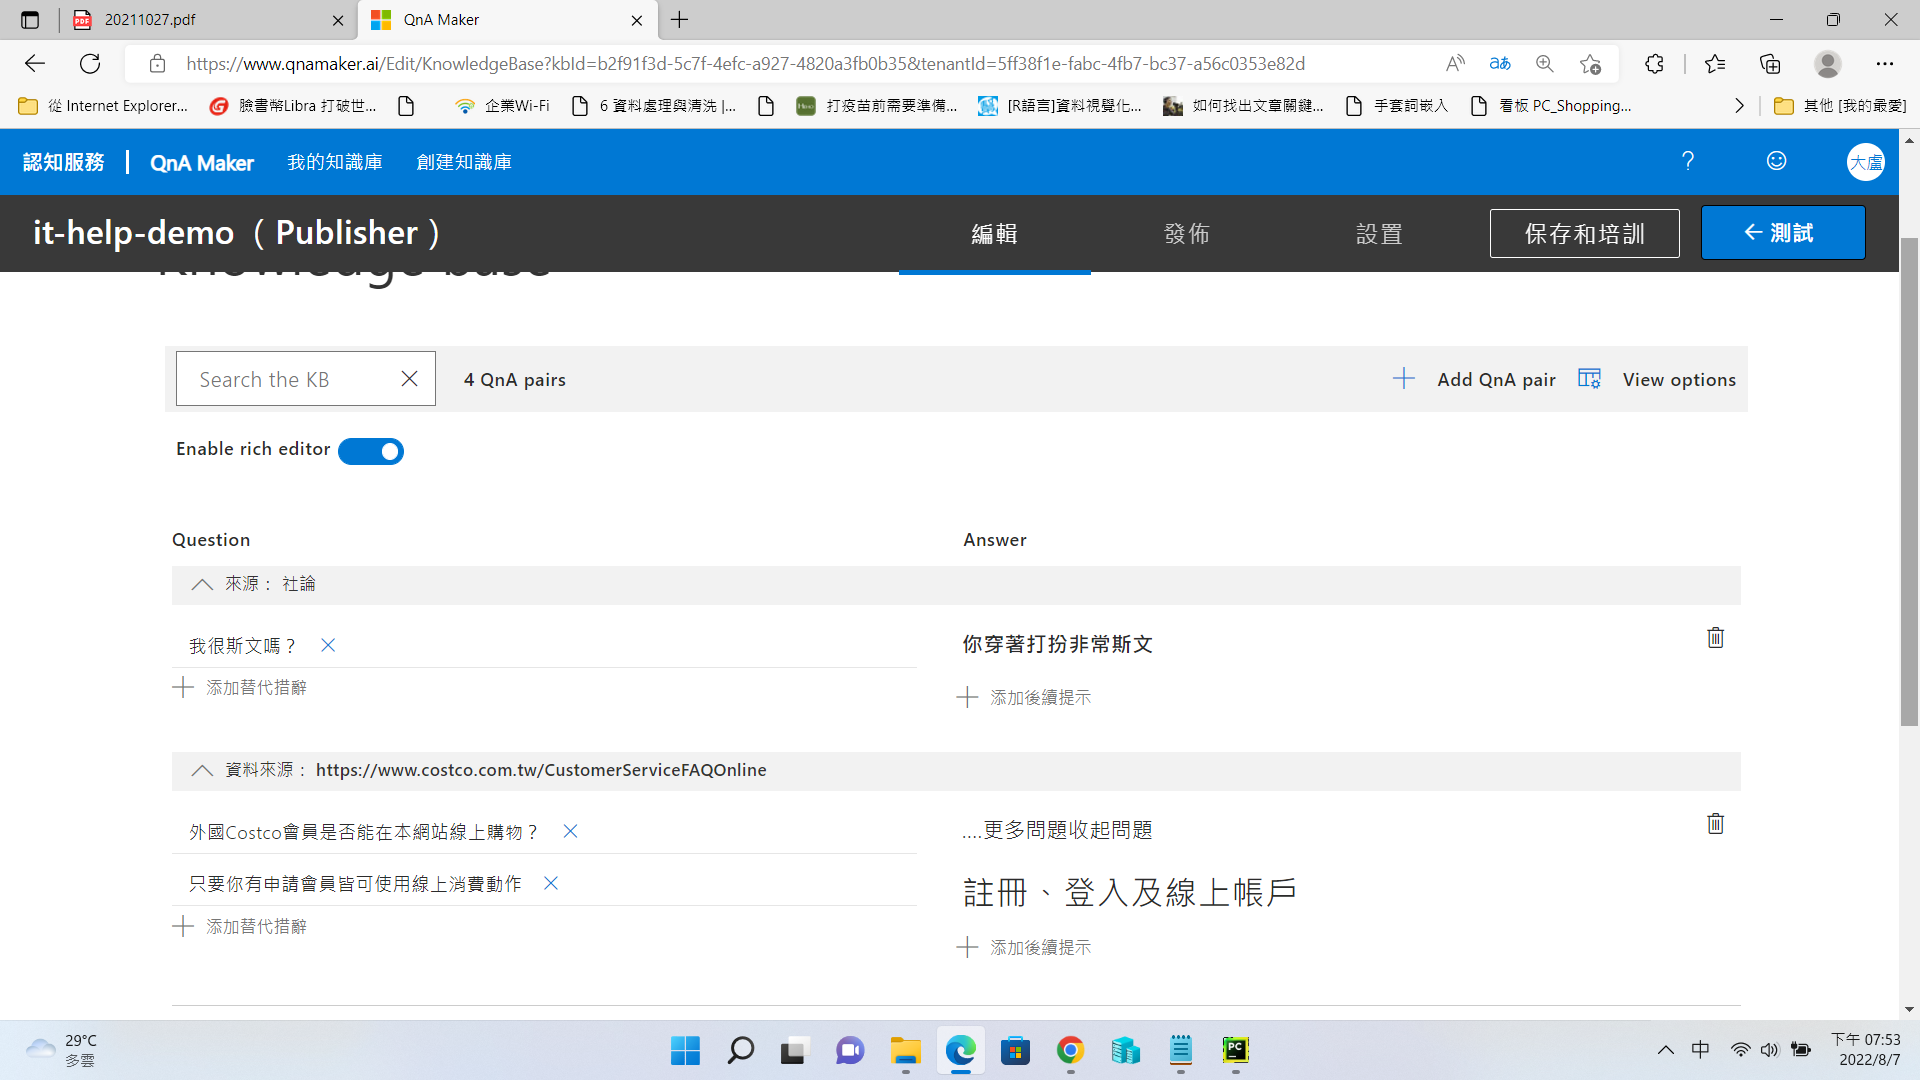 20211027.pdf
QnA Maker
https://www.qnamaker.ai/Edit/KnowledgeBase?kbId=b2f91f3d-5c7f-4efc-a927-4820a3fb0b35&tenantId=5ff38f1e-fabc-4fb7-bc37-a56c0353e82d
從 Internet Explorer... 臉書幣Libra 打破世... 企業Wi-Fi 6 資料處理與清洗 |... 打疫苗前需要準備... [R語言]資料視覺化... 如何找出文章關鍵... 手套詞嵌入 看板 PC_Shopping... 其他 [我的最愛]
認知服務 QnA Maker 我的知識庫 創建知識庫 ? 大盧
it-help-demo （ Publisher ） 編輯 發佈 設置 保存和培訓 ← 測試
Knowledge base
Search the KB
4 QnA pairs
Add QnA pair View options
Enable rich editor
Question Answer
來源： 社論
我很斯文嗎？ 你穿著打扮非常斯文
添加替代措辭
添加後續提示
資料來源： https://www.costco.com.tw/CustomerServiceFAQOnline
外國Costco會員是否能在本網站線上購物？ ....更多問題收起問題
只要你有申請會員皆可使用線上消費動作 註冊、登入及線上帳戶
添加替代措辭
添加後續提示
29°C
多雲
PC
中
下午 07:53
2022/8/7